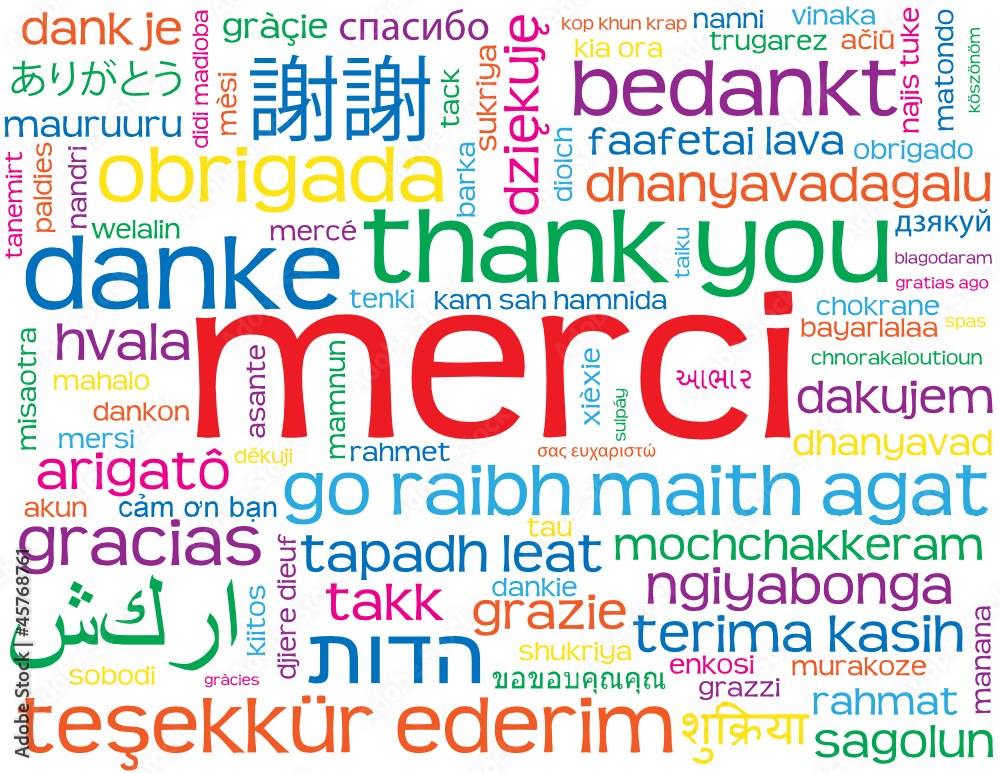 dank je
gràçie
спасибо
kop khun krap
nanni
vinaka
kia ora
trugarez
ačiū
najis tuke
matondo
köszönöm
ありがとう
didi madloba
mèsi
謝謝
tack
sukriya
dziękuję
bedankt
mauruuru
diolch
faafetai lava
obrigado
tanemirt
paldies
nandri
obrigada
barka
dhanyavadagalu
welalin
mercé
thank you
taiku
дзякуй
danke
blagodaram
gratias ago
tenki
kam sah hamnida
chokrane
merci
bayarlalaa
spas
misaotra
hvala
asante
mamnun
xièxie
આભાર
chnorakaloutioun
mahalo
dankon
sulpáy
dakujem
mersi
děkuji
rahmet
σας ευχαριστώ
dhanyavad
arigatô
go raibh maith agat
akun
cảm ơn bạn
tau
gracias
djiere dieuf
tapadh leat
mochchakkeram
ار كش
kiitos
takk
dankie
grazie
ngiyabonga
הדות
terima kasih
manana
sobodi
gràcies
shukriya
enkosi
murakoze
ขอขอบคุณคุณ
grazzi
rahmat
teşekkür ederim
शुक्रिया
sagolun
Adobe Stock | #45768761